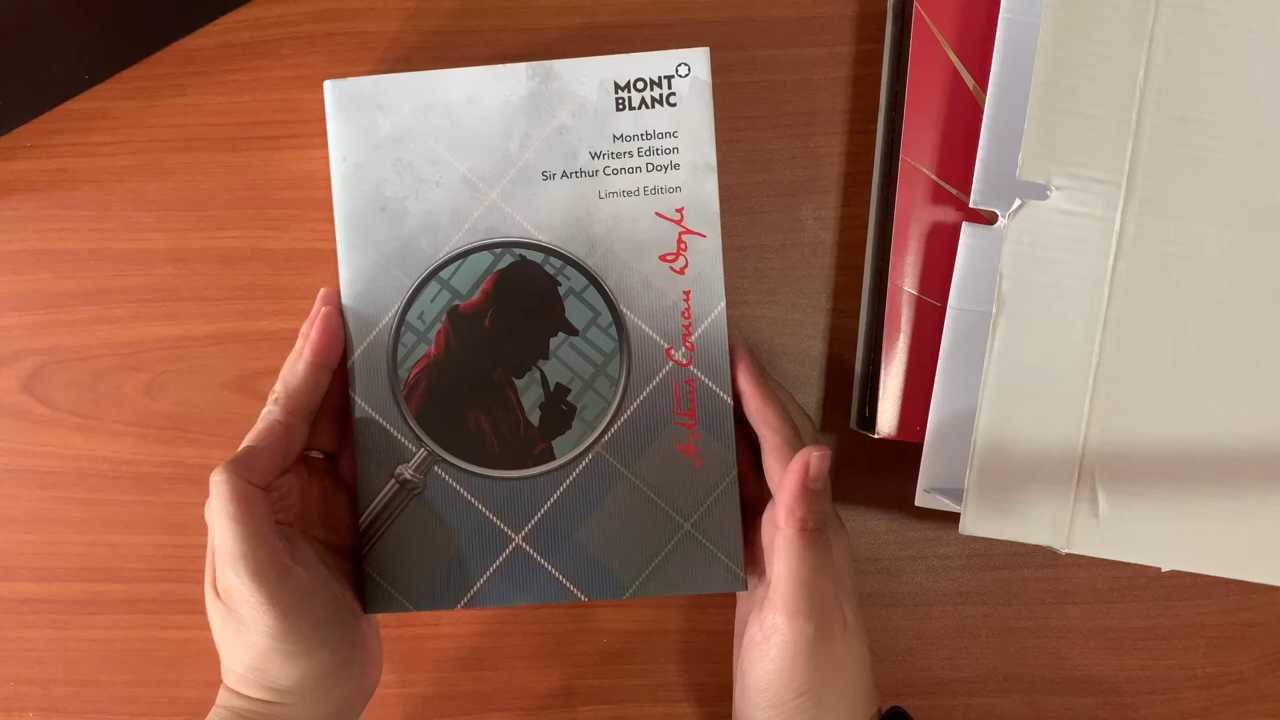 MONT
BLANC
Montblanc
Writers Edition
Sir Arthur Conan Doyle
Limited Edition
Arthur Conan Doyle